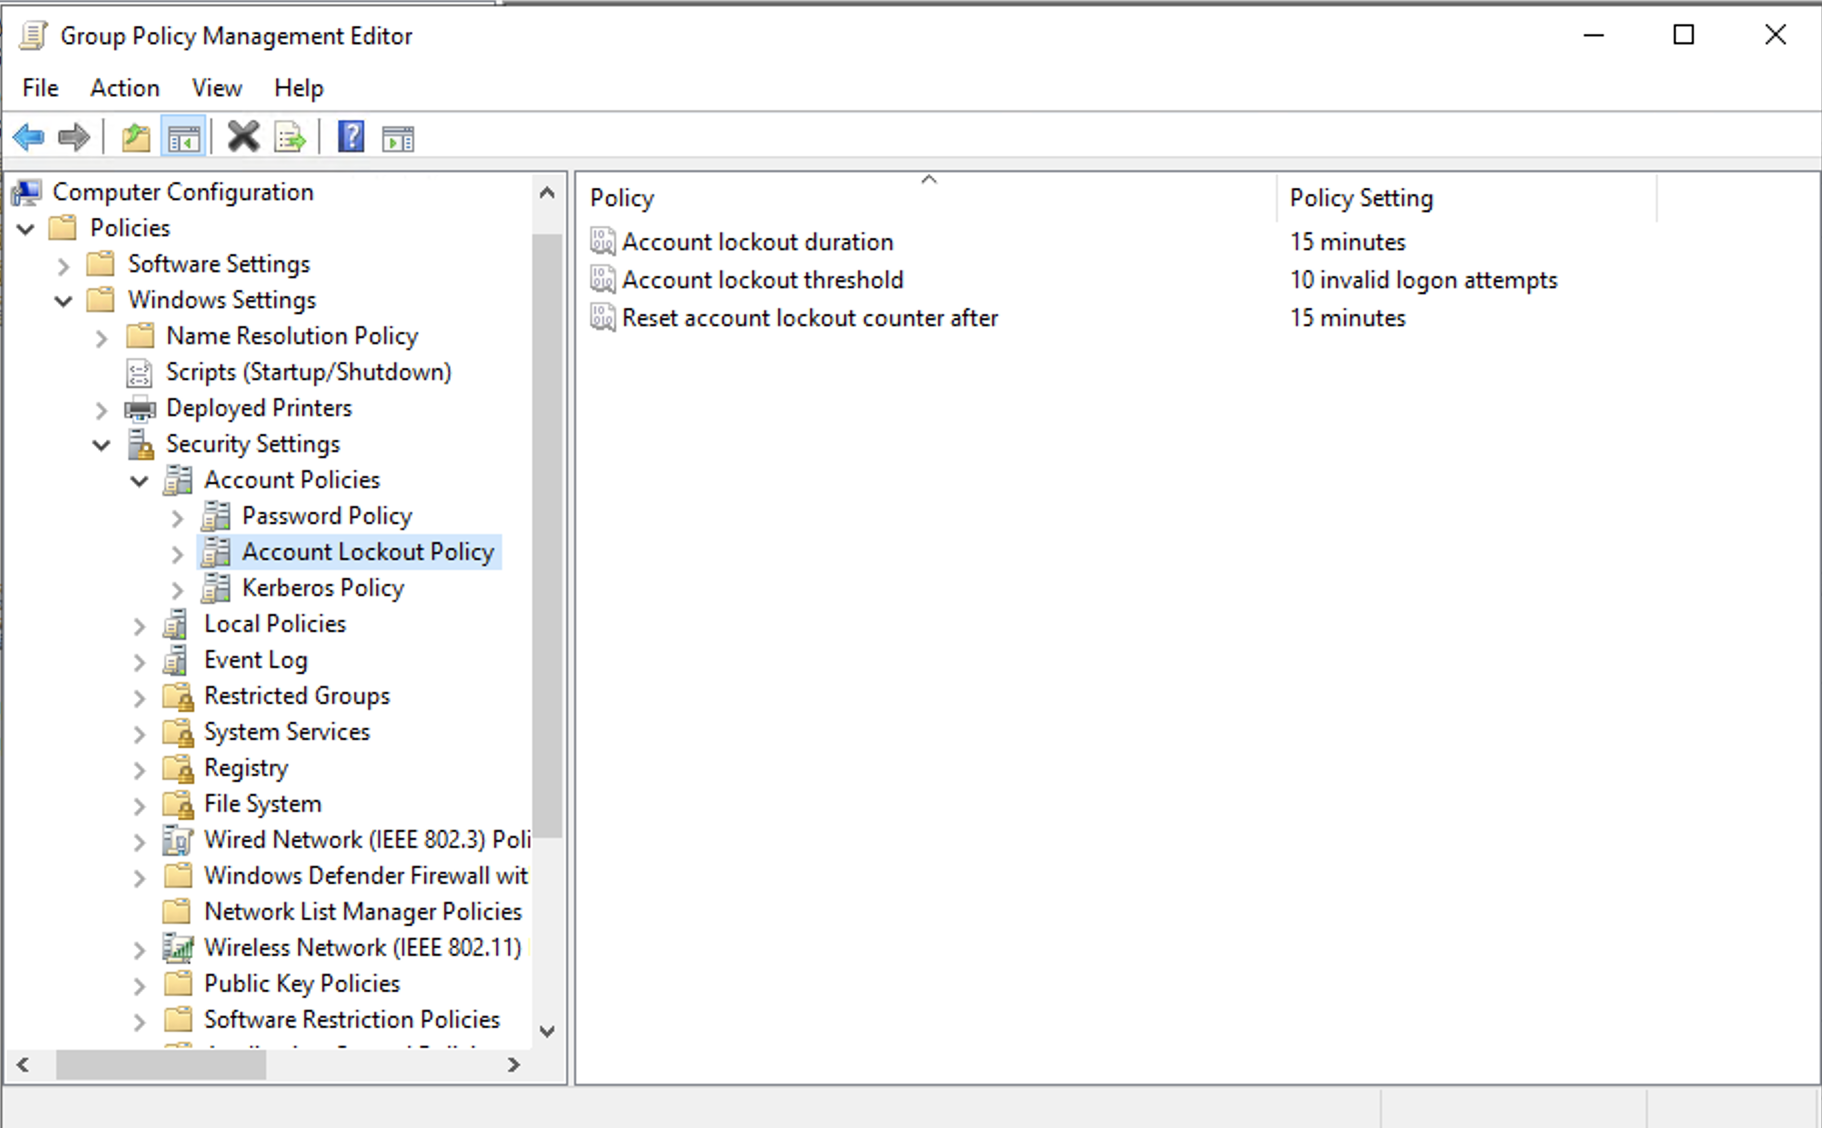 Group Policy Management Editor
File Action View Help
Computer Configuration
Policies
Software Settings
Windows Settings
Name Resolution Policy
Scripts (Startup/Shutdown)
Deployed Printers
Security Settings
Account Policies
Password Policy
Account Lockout Policy
Kerberos Policy
Local Policies
Event Log
Restricted Groups
System Services
Registry
File System
Wired Network (IEEE 802.3) Poli
Windows Defender Firewall wit
Network List Manager Policies
Wireless Network (IEEE 802.11)
Public Key Policies
Software Restriction Policies
Policy Policy Setting
Account lockout duration 15 minutes
Account lockout threshold 10 invalid logon attempts
Reset account lockout counter after 15 minutes